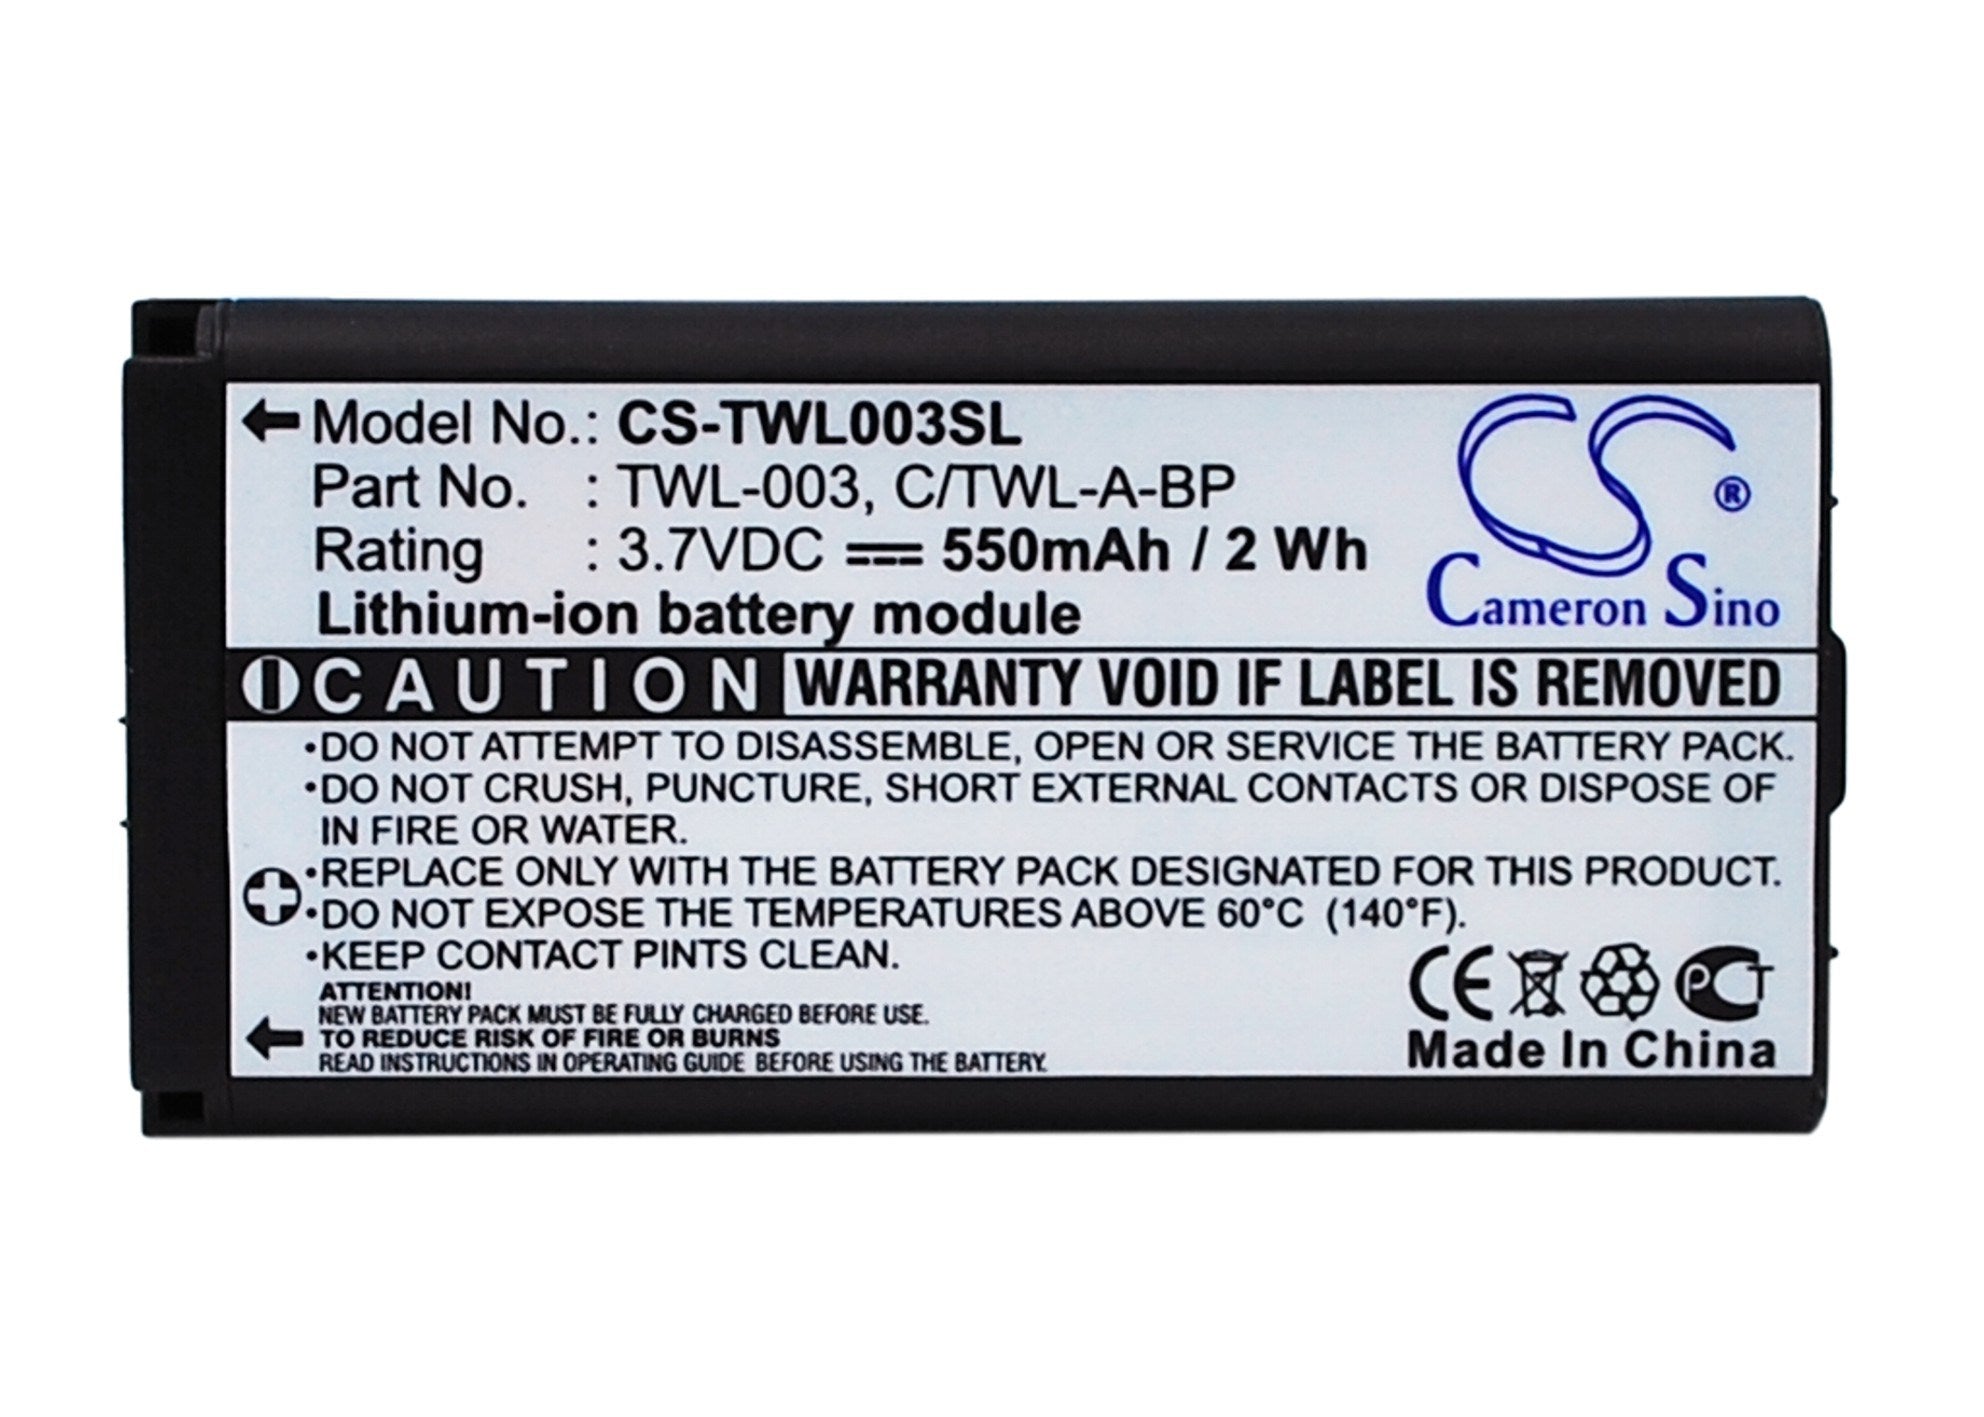 Model No.: CS-TWL003SL
Part No. : TWL-003, C/TWL-A-BP
Rating : 3.7VDC 550mAh / 2 Wh
Lithium-ion battery module
CS ®
Cameron Sino
CAUTION WARRANTY VOID IF LABEL IS REMOVED
•DO NOT ATTEMPT TO DISASSEMBLE, OPEN OR SERVICE THE BATTERY PACK.
•DO NOT CRUSH, PUNCTURE, SHORT EXTERNAL CONTACTS OR DISPOSE OF
IN FIRE OR WATER.
•REPLACE ONLY WITH THE BATTERY PACK DESIGNATED FOR THIS PRODUCT.
•DO NOT EXPOSE THE TEMPERATURES ABOVE 60°C (140°F).
•KEEP CONTACT PINTS CLEAN.
ATTENTION!
NEW BATTERY PACK MUST BE FULLY CHARGED BEFORE USE.
TO REDUCE RISK OF FIRE OR BURNS
READ INSTRUCTIONS IN OPERATING GUIDE BEFORE USING THE BATTERY.
CE PCT
Made In China